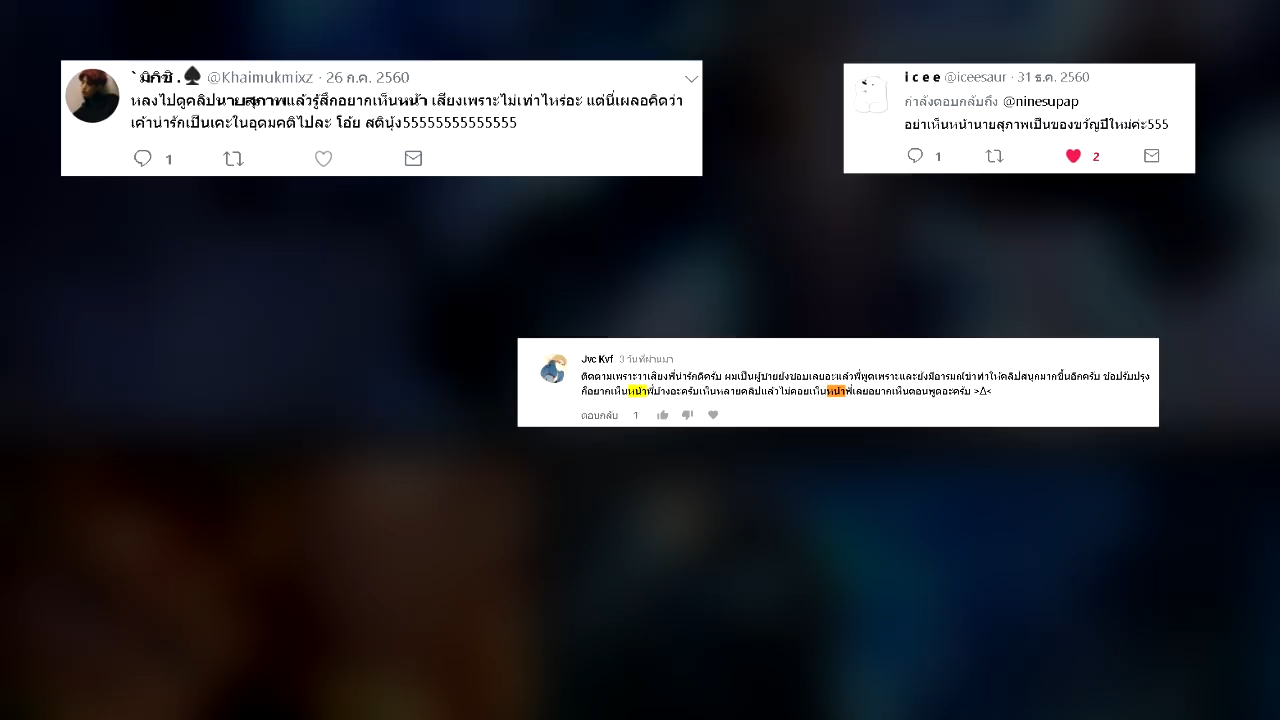 `มิกิซิ .♠ @Khaimukmixz · 26 ก.ค. 2560
หลงไปดูคลิปนายสุภาพแล้วรู้สึกอยากเห็นหน้า เสียงเพราะไม่เท่าไหร่อะ แต่นี่เผลอคิดว่า
เค้าน่ารักเป็นเคะในอุดมคติไปละ โอ้ย สตินุ้ง55555555555555
1
i c e e @iceesaur · 31 ธ.ค. 2560
กำลังตอบกลับถึง @ninesupap
อย่าเห็นหน้านายสุภาพเป็นของขวัญปีใหม่ค่ะ555
1 2
Jvc Kvf 3 วันที่ผ่านมา
ติดตามเพราะว่าเสียงพี่น่ารักดีครับ ผมเป็นผู้ชายยังชอบเลยอะแล้วพี่พูดเพราะและยังมีอารมณ์ขำทำให้คลิปสนุกมากขึ้นอีกครับ ข้อปรับปรุง
ก็อยากเห็นหน้าพี่บ้างอะครับเห็นหลายคลิปแล้ว ไม่ค่อยเห็นหน้าพี่เลยอยากเห็นตอนพูดอะครับ >Δ<
ตอบกลับ 1